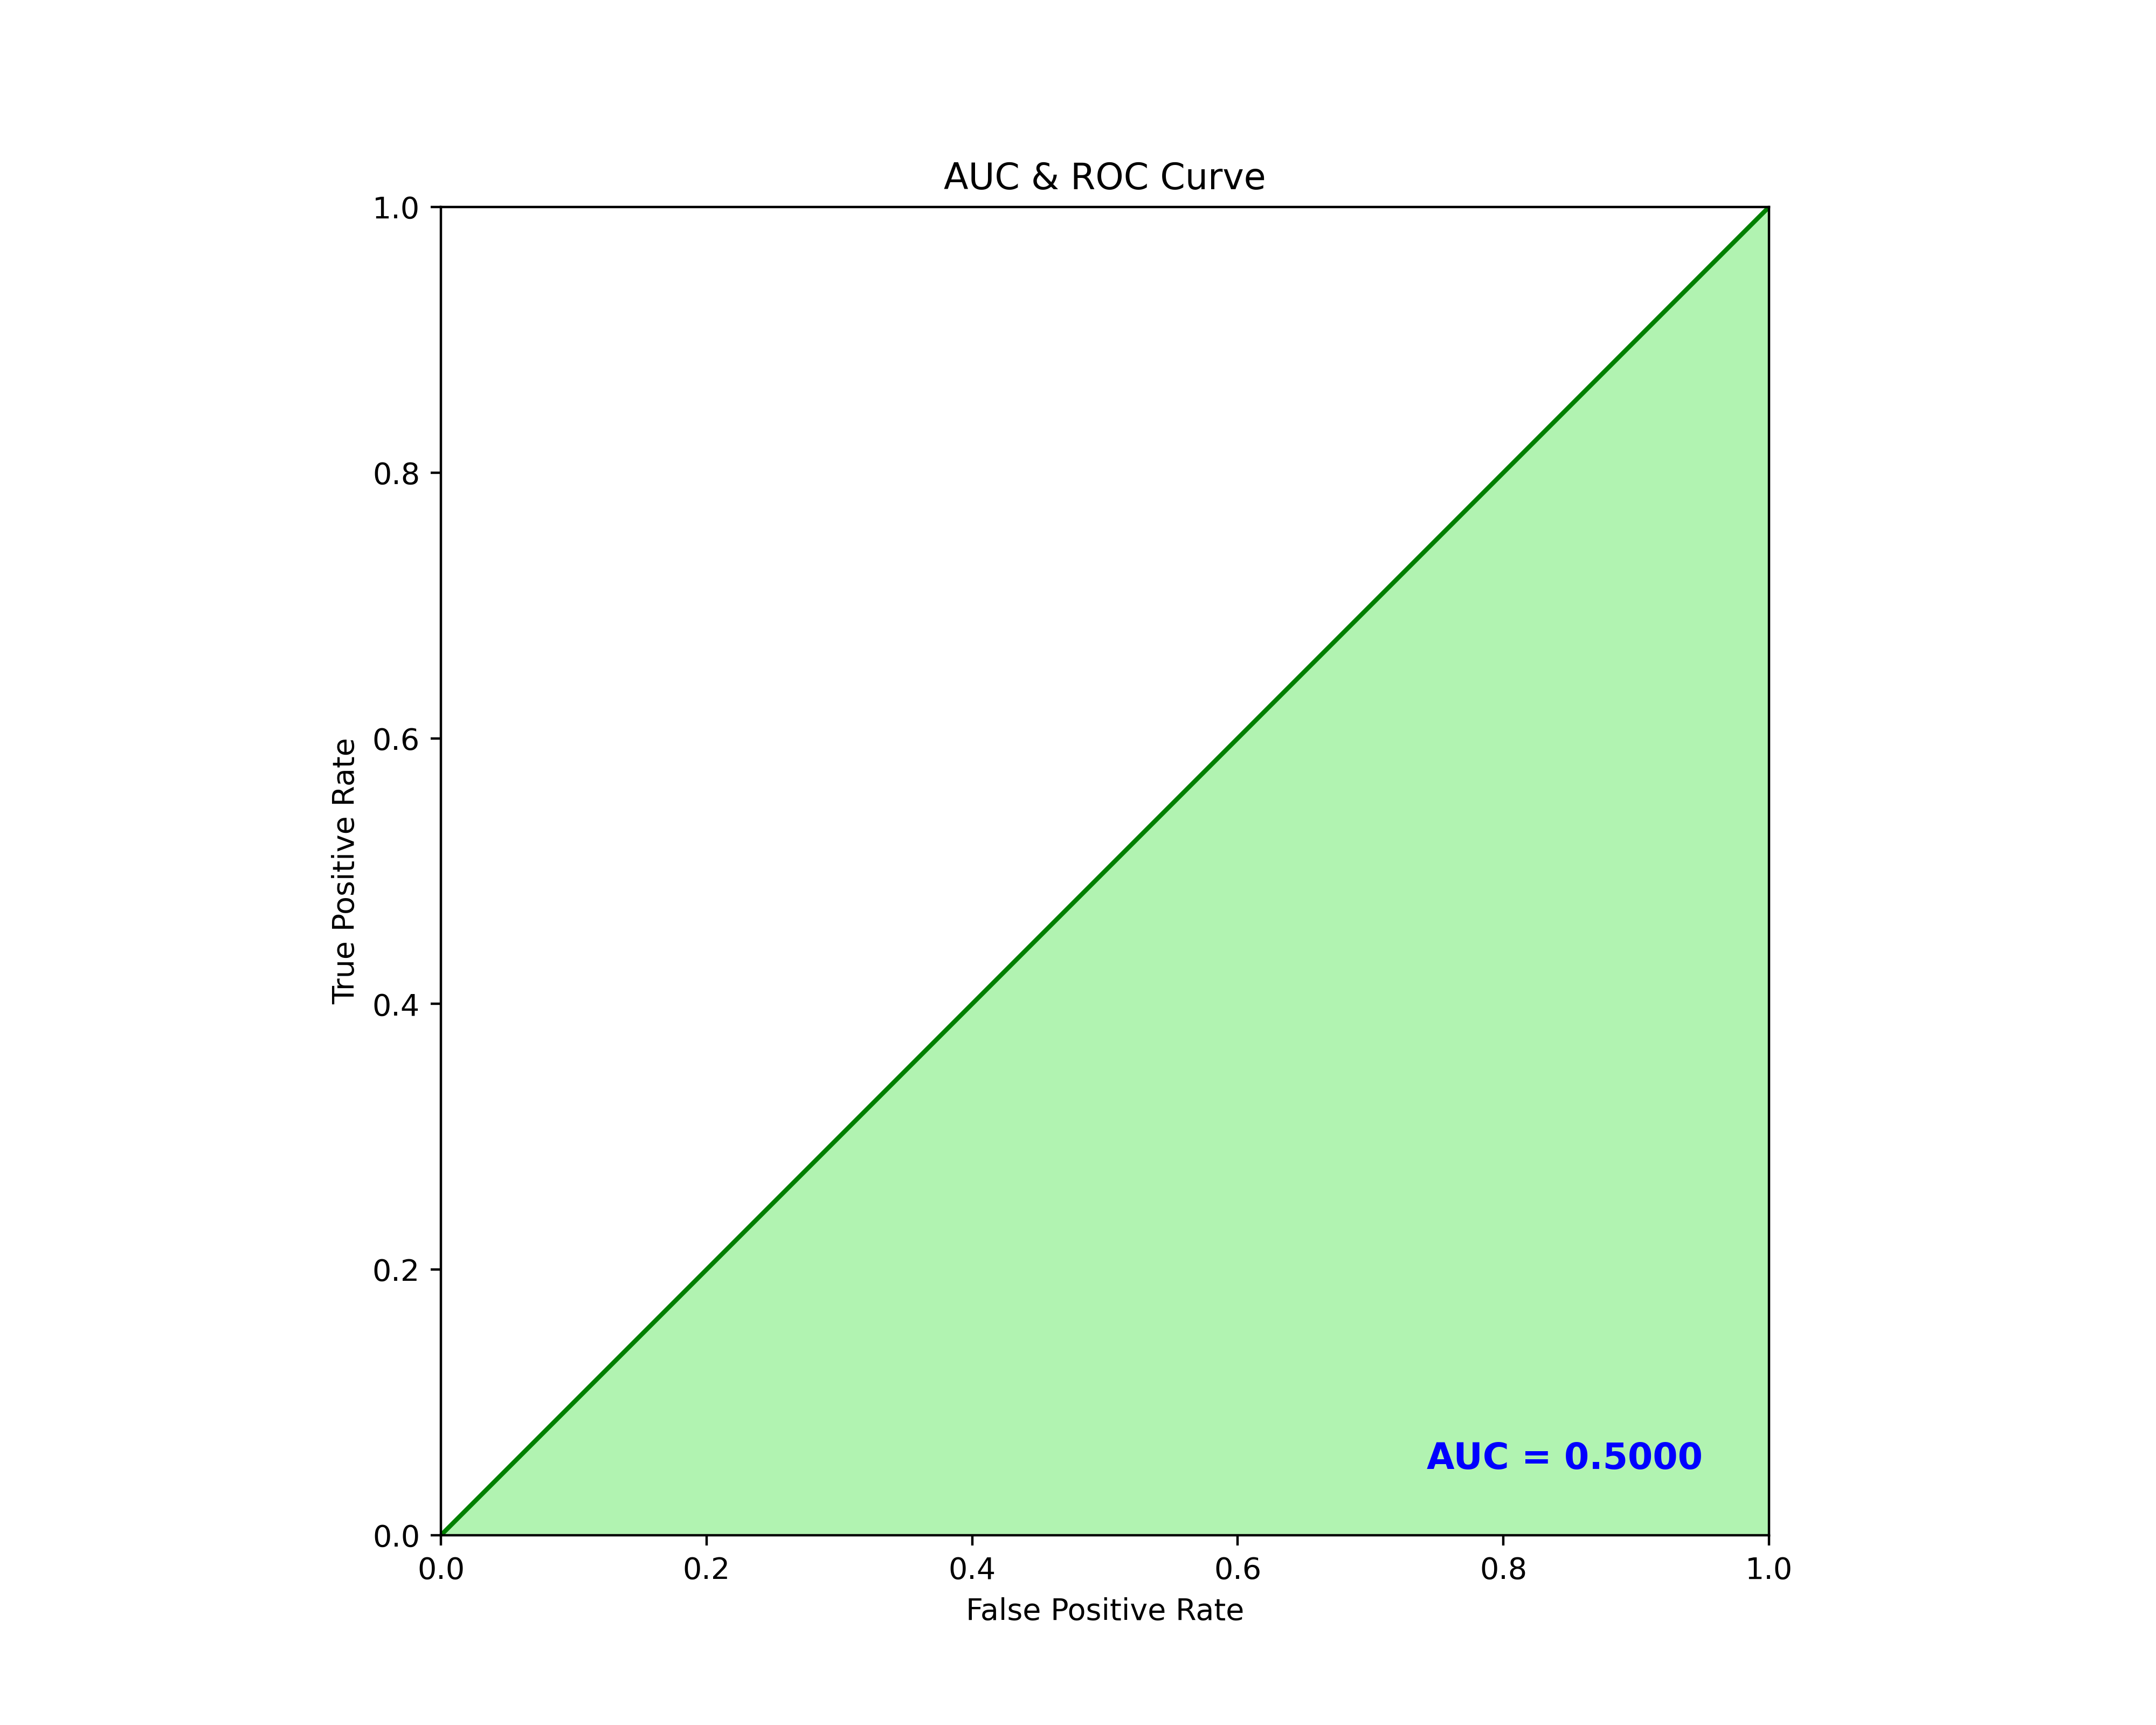 AUC & ROC Curve
1.0
0.8
0.6
0.4
0.2
0.0
True Positive Rate
AUC = 0.5000
0.0 0.2 0.4 0.6 0.8 1.0
False Positive Rate